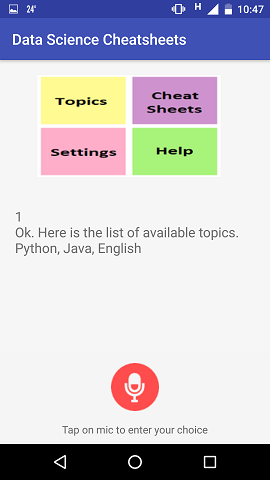 24°
H
10:47
Data Science Cheatsheets
Topics
Cheat
Sheets
Settings
Help
1
Ok. Here is the list of available topics.
Python, Java, English
Tap on mic to enter your choice